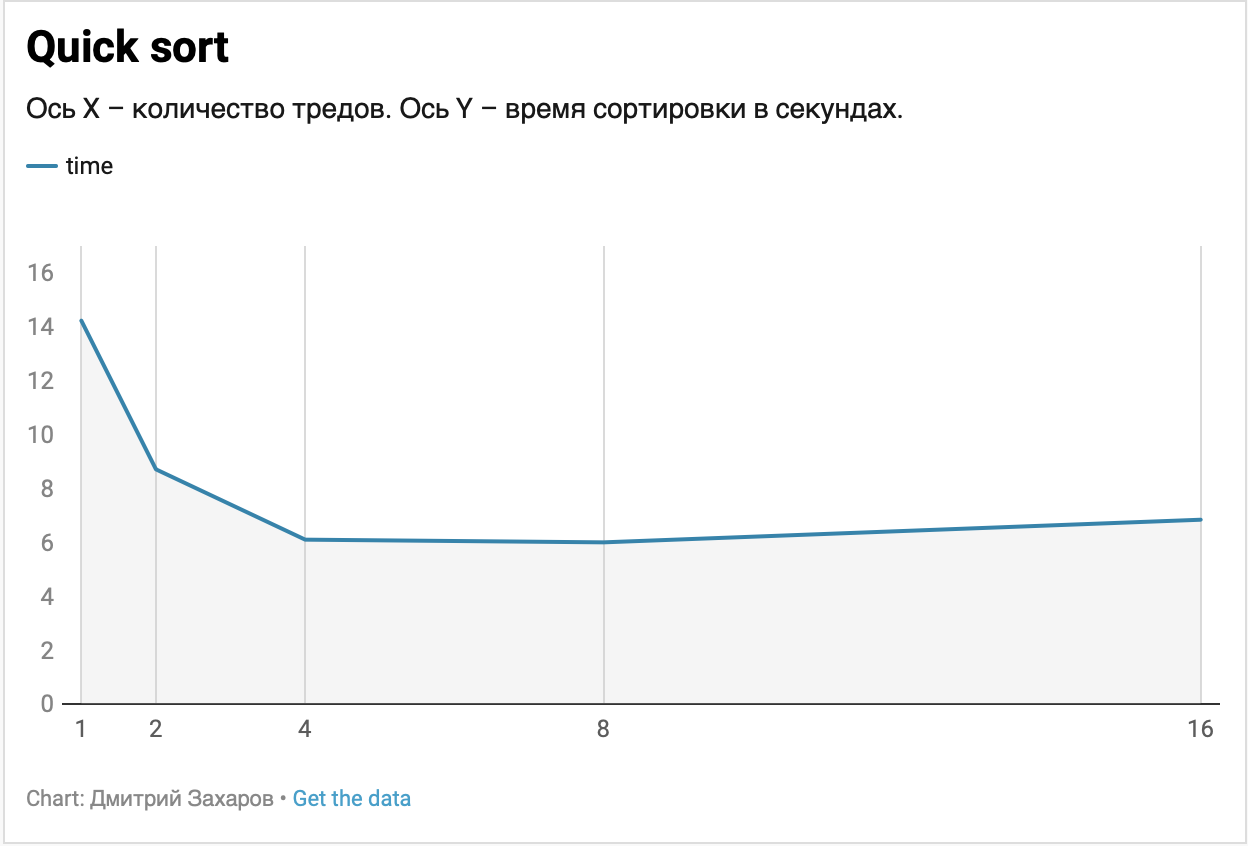 Quick sort
Ось X – количество тредов. Ось Y – время сортировки в секундах.
time
16
14
12
10
8
6
4
2
0
1 2 4 8 16
Chart: Дмитрий Захаров • Get the data